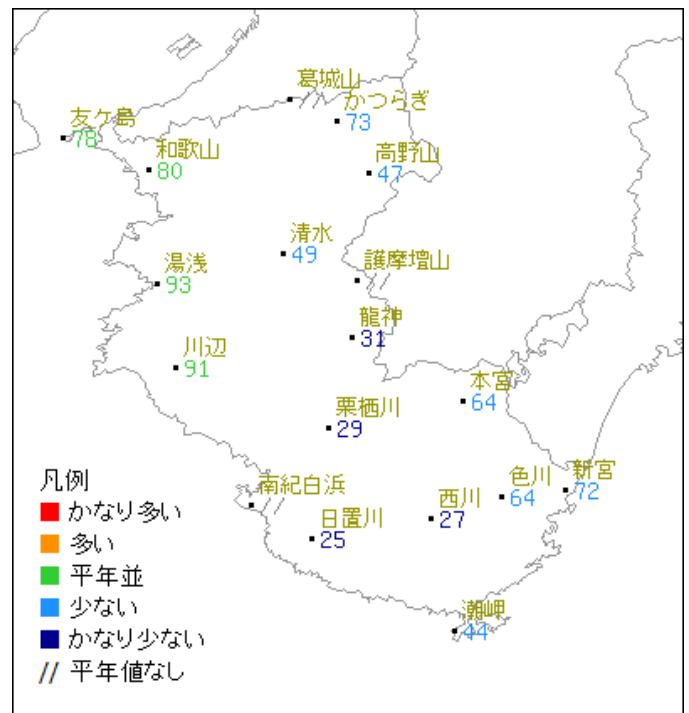 葛城山
//
かつらぎ
73
友ケ島
78
和歌山
80
高野山
47
清水
49
護摩壇山
//
湯浅
93
龍神
31
川辺
91
本宮
64
栗栖川
29
南紀白浜
//
日置川
25
西川
27
色川
64
新宮
72
潮岬
44
凡例
かなり多い
多い
平年並
少ない
かなり少ない
// 平年値なし